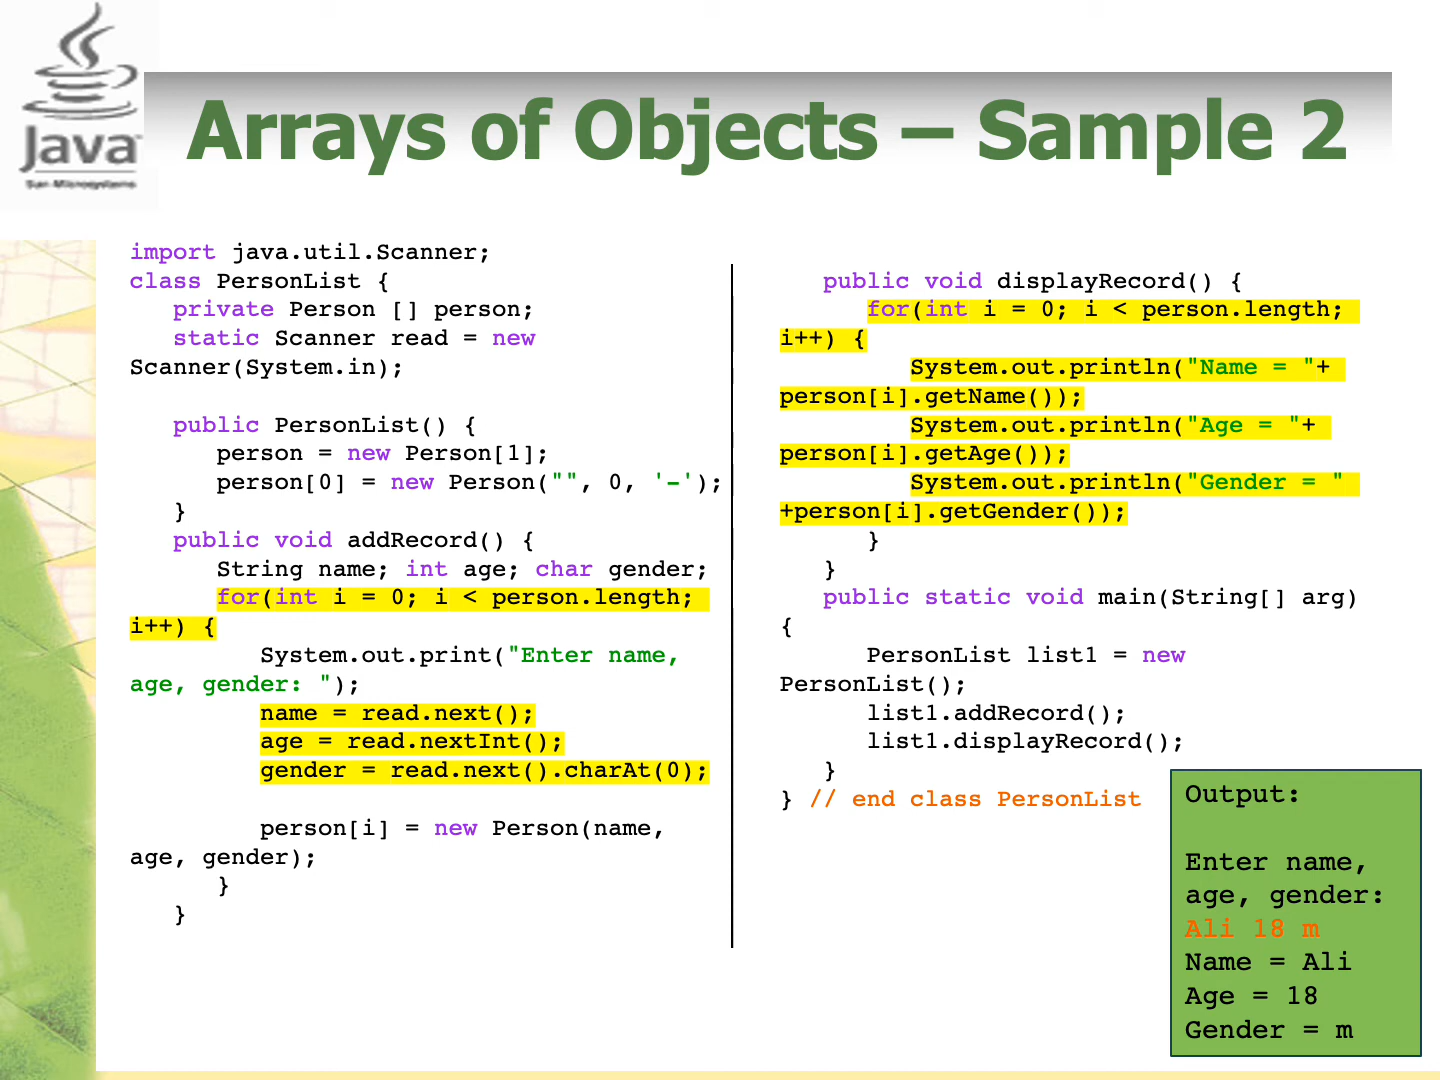 Java
Sun Microsystems
Arrays of Objects – Sample 2
import java.util.Scanner;
class PersonList {
   private Person [] person;
   static Scanner read = new
Scanner(System.in);
   public PersonList() {
      person = new Person[1];
      person[0] = new Person("", 0, '-');
   }
   public void addRecord() {
      String name; int age; char gender;
      for(int i = 0; i < person.length;
i++) {
         System.out.print("Enter name,
age, gender: ");
         name = read.next();
         age = read.nextInt();
         gender = read.next().charAt(0);
         person[i] = new Person(name,
age, gender);
      }
   }
   public void displayRecord() {
      for(int i = 0; i < person.length;
i++) {
         System.out.println("Name = "+
person[i].getName());
         System.out.println("Age = "+
person[i].getAge());
         System.out.println("Gender = "
+person[i].getGender());
      }
   }
   public static void main(String[] arg)
{
      PersonList list1 = new
PersonList();
      list1.addRecord();
      list1.displayRecord();
   }
} // end class PersonList
Output:
Enter name,
age, gender:
Ali 18 m
Name = Ali
Age = 18
Gender = m